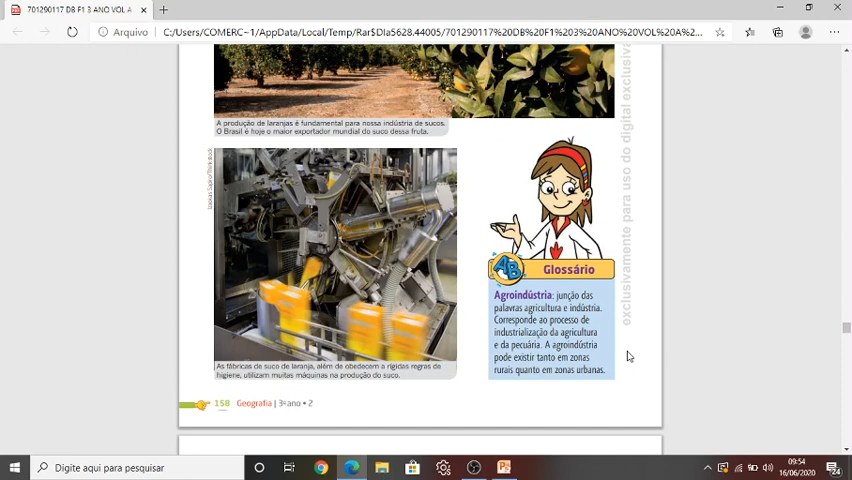 701290117 DB F1 3 ANO VOL A
Arquivo
C:/Users/COMERC~1/AppData/Local/Temp/Rar$DIa5628.44005/701290117%20DB%20F1%203%20ANO%20VOL%20A%2...
A produção de laranjas é fundamental para nossa indústria de sucos.
O Brasil é hoje o maior exportador mundial do suco dessa fruta.
As fábricas de suco de laranja, além de obedecem a rígidas regras de
higiene, utilizam muitas máquinas na produção do suco.
AB
Glossário
Agroindústria: junção das
palavras agricultura e indústria.
Corresponde ao processo de
industrialização da agricultura
e da pecuária. A agroindústria
pode existir tanto em zonas
rurais quanto em zonas urbanas.
exclusivamente para uso do digital exclusiva
158 Geografia | 3º ano • 2
Digite aqui para pesquisar
09:54
16/06/2020
24